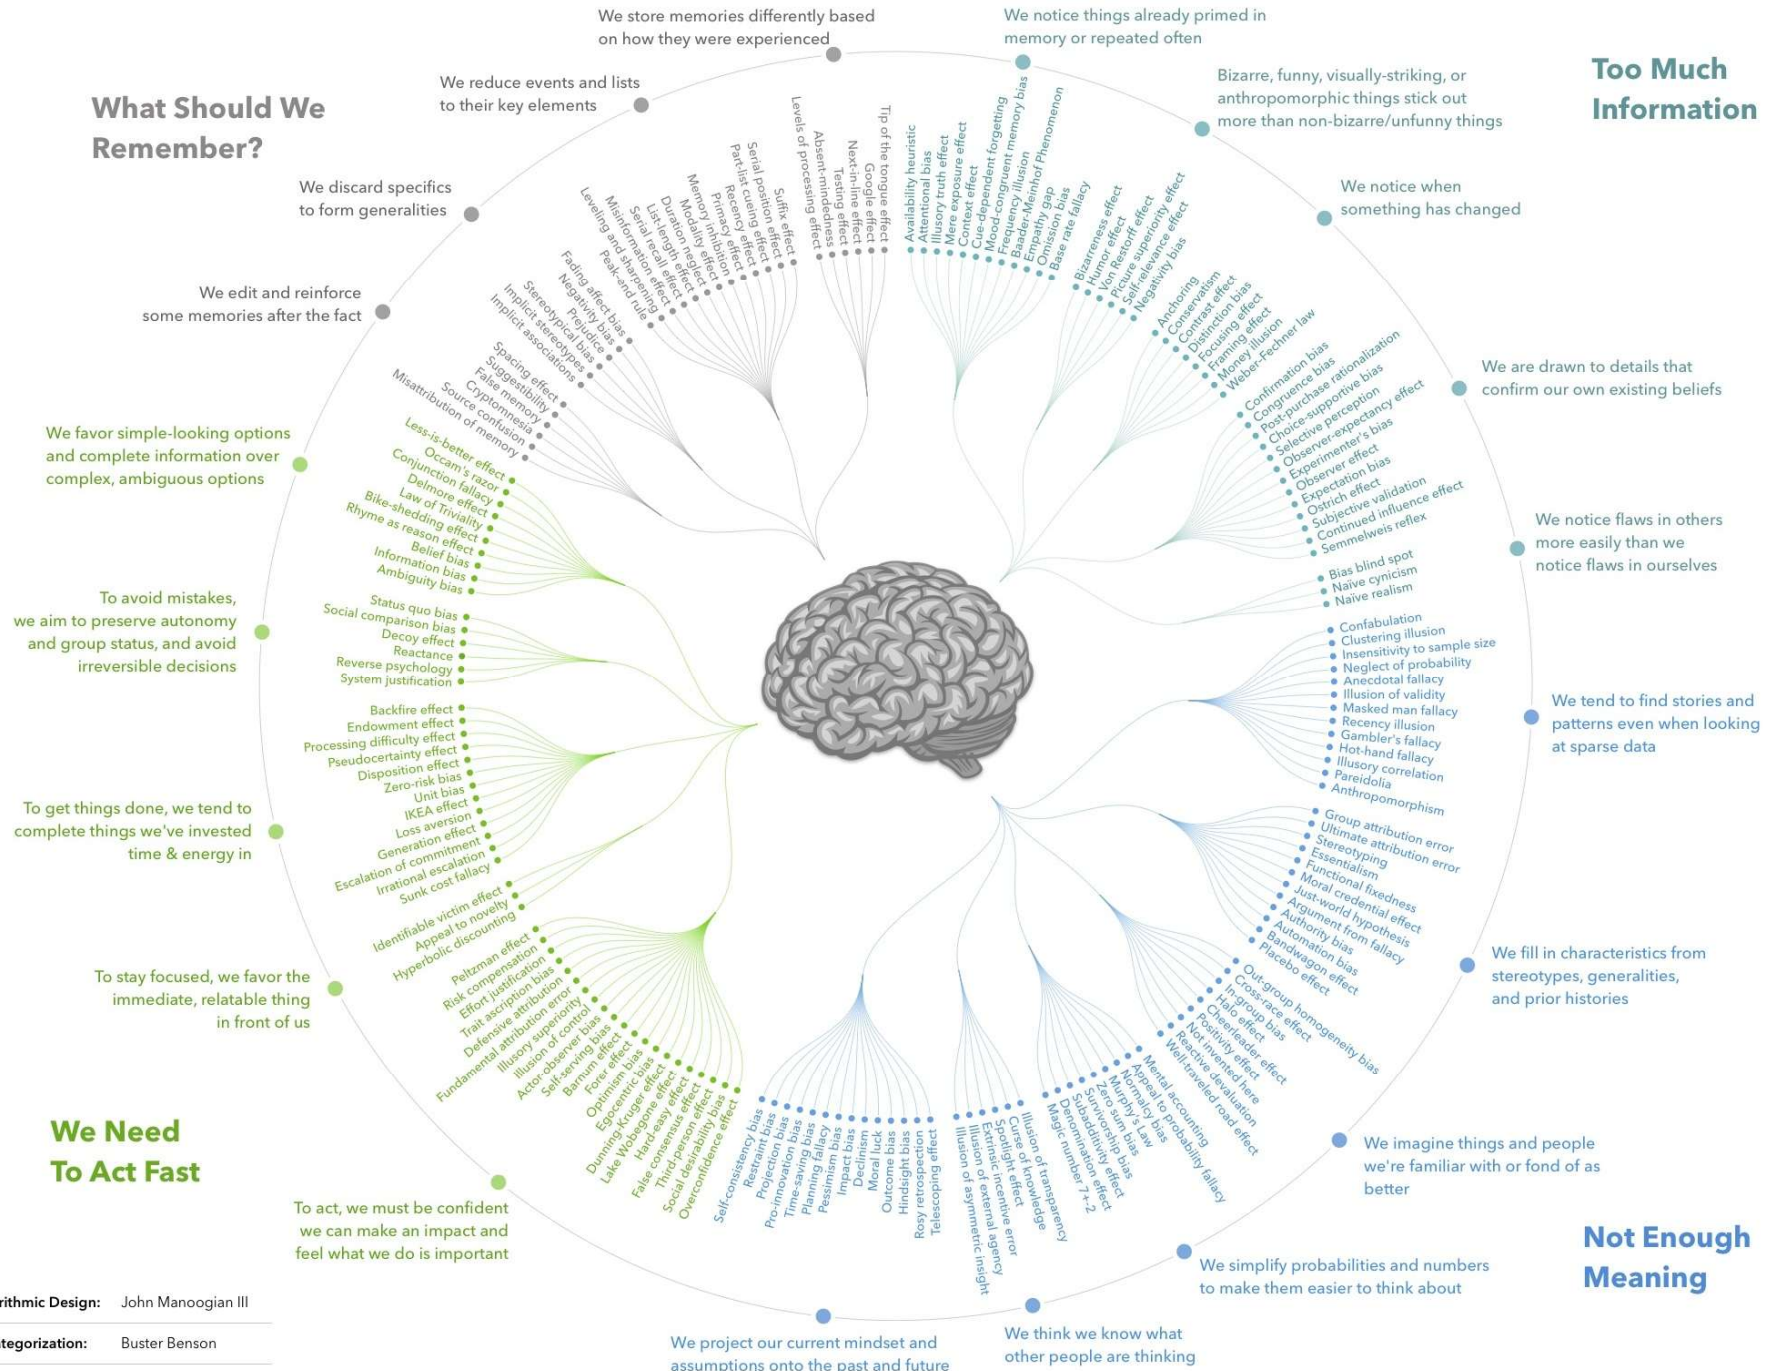 We store memories differently based
on how they were experienced
We reduce events and lists
to their key elements
What Should We
Remember?
We discard specifics
to form generalities
We edit and reinforce
some memories after the fact
We notice things already primed in
memory or repeated often
Too Much
Information
Bizarre, funny, visually-striking, or
anthropomorphic things stick out
more than non-bizarre/unfunny things
We notice when
something has changed
We are drawn to details that
confirm our own existing beliefs
We notice flaws in others
more easily than we
notice flaws in ourselves
We tend to find stories and
patterns even when looking
at sparse data
We fill in characteristics from
stereotypes, generalities,
and prior histories
We imagine things and people
we're familiar with or fond of as
better
Not Enough
Meaning
We simplify probabilities and numbers
to make them easier to think about
We think we know what
other people are thinking
We project our current mindset and
assumptions onto the past and future
To act, we must be confident
we can make an impact and
feel what we do is important
We Need
To Act Fast
To stay focused, we favor the
immediate, relatable thing
in front of us
To get things done, we tend to
complete things we've invested
time & energy in
To avoid mistakes,
we aim to preserve autonomy
and group status, and avoid
irreversible decisions
We favor simple-looking options
and complete information over
complex, ambiguous options
Availability heuristic
Attentional bias
Illusory truth effect
Mere exposure effect
Context effect
Cue-dependent forgetting
Mood-congruent memory bias
Frequency illusion
Baader-Meinhof Phenomenon
Empathy gap
Omission bias
Base rate fallacy
Bizarreness effect
Humor effect
Von Restorff effect
Picture superiority effect
Self-relevance effect
Negativity bias
Anchoring
Conservatism
Contrast effect
Distinction bias
Focusing effect
Framing effect
Money illusion
Weber-Fechner law
Confirmation bias
Congruence bias
Post-purchase rationalization
Choice-supportive bias
Selective perception
Observer-expectancy effect
Experimenter's bias
Observer effect
Expectation bias
Ostrich effect
Subjective validation
Continued influence effect
Semmelweis reflex
Bias blind spot
Naïve cynicism
Naïve realism
Confabulation
Clustering illusion
Insensitivity to sample size
Neglect of probability
Anecdotal fallacy
Illusion of validity
Masked man fallacy
Recency illusion
Gambler's fallacy
Hot-hand fallacy
Illusory correlation
Pareidolia
Anthropomorphism
Group attribution error
Ultimate attribution error
Stereotyping
Essentialism
Functional fixedness
Moral credential effect
Just-world hypothesis
Argument from fallacy
Authority bias
Automation bias
Bandwagon effect
Placebo effect
Out-group homogeneity bias
Cross-race effect
In-group bias
Halo effect
Cheerleader effect
Positivity effect
Not invented here
Reactive devaluation
Well-traveled road effect
Mental accounting
Appeal to probability fallacy
Normalcy bias
Murphy's Law
Zero sum bias
Survivorship bias
Subadditivity effect
Denomination effect
Magic number 7+-2
Illusion of transparency
Curse of knowledge
Spotlight effect
Extrinsic incentive error
Illusion of external agency
Illusion of asymmetric insight
Telescoping effect
Rosy retrospection
Hindsight bias
Outcome bias
Moral luck
Declinism
Impact bias
Pessimism bias
Planning fallacy
Time-saving bias
Pro-innovation bias
Projection bias
Restraint bias
Self-consistency bias
Overconfidence effect
Social desirability bias
Third-person effect
False consensus effect
Hard-easy effect
Lake Wobegone effect
Dunning-Kruger effect
Egocentric bias
Optimism bias
Forer effect
Barnum effect
Self-serving bias
Actor-observer bias
Illusion of control
Illusory superiority
Fundamental attribution error
Defensive attribution
Trait ascription bias
Effort justification
Risk compensation
Peltzman effect
Hyperbolic discounting
Appeal to novelty
Identifiable victim effect
Sunk cost fallacy
Irrational escalation
Escalation of commitment
Generation effect
Loss aversion
IKEA effect
Unit bias
Zero-risk bias
Disposition effect
Pseudocertainty effect
Processing difficulty effect
Endowment effect
Backfire effect
System justification
Reverse psychology
Reactance
Decoy effect
Social comparison bias
Status quo bias
Ambiguity bias
Information bias
Belief bias
Rhyme as reason effect
Bike-shedding effect
Law of Triviality
Delmore effect
Conjunction fallacy
Occam's razor
Less-is-better effect
Misattribution of memory
Source confusion
Cryptomnesia
False memory
Suggestibility
Spacing effect
Implicit associations
Implicit stereotypes
Stereotypical bias
Prejudice
Negativity bias
Fading affect bias
Peak-end rule
Leveling and sharpening
Misinformation effect
Serial recall effect
List-length effect
Duration neglect
Modality effect
Memory inhibition
Primacy effect
Recency effect
Part-list cueing effect
Serial position effect
Suffix effect
Levels of processing effect
Absent-mindedness
Testing effect
Next-in-line effect
Google effect
Tip of the tongue effect
rithmic Design: John Manoogian III
tegorization: Buster Benson